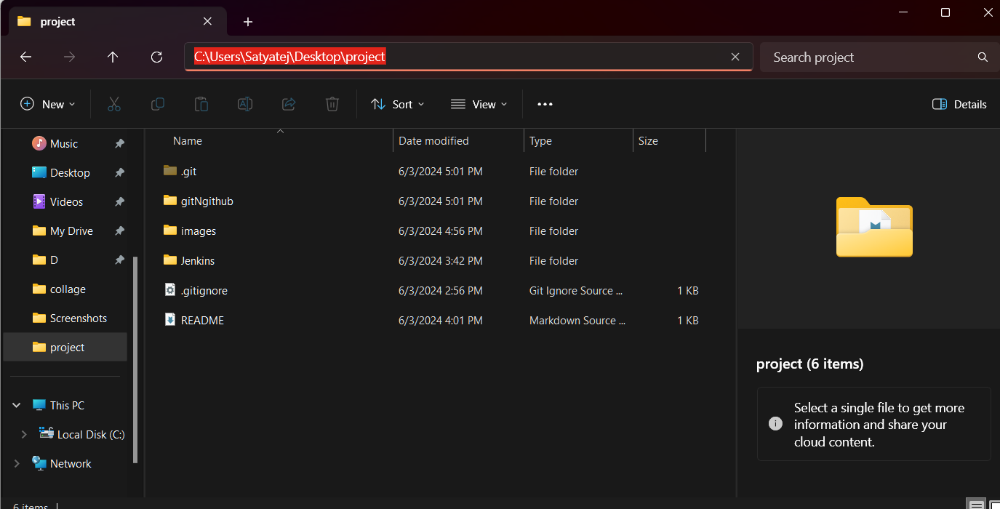 project
C:\Users\Satyatej\Desktop\project
Search project
New
Sort
View
Details
Music
Desktop
Videos
My Drive
D
collage
Screenshots
project
This PC
Local Disk (C:)
Network
Name Date modified Type Size
.git 6/3/2024 5:01 PM File folder
gitNgithub 6/3/2024 5:01 PM File folder
images 6/3/2024 4:56 PM File folder
Jenkins 6/3/2024 3:42 PM File folder
.gitignore 6/3/2024 2:56 PM Git Ignore Source ... 1 KB
README 6/3/2024 4:01 PM Markdown Source ... 1 KB
project (6 items)
Select a single file to get more
information and share your
cloud content.
6 items